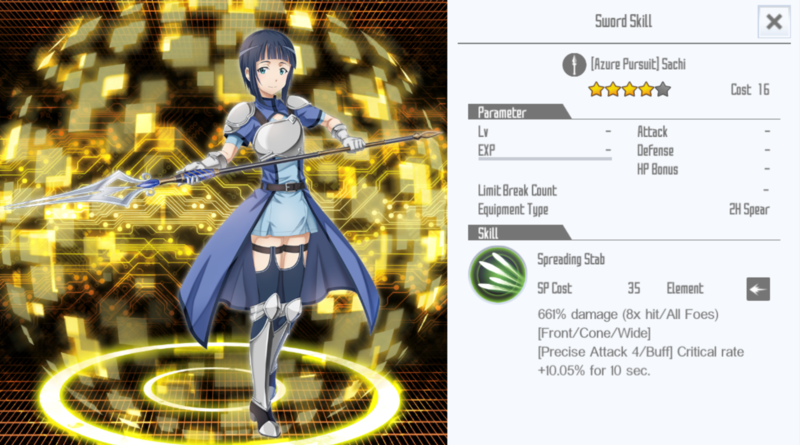 Sword Skill
[Azure Pursuit] Sachi
Cost 16
Parameter
Lv -
Attack -
EXP -
Defense -
HP Bonus -
Limit Break Count -
Equipment Type 2H Spear
Skill
Spreading Stab
SP Cost 35 Element
661% damage (8x hit/All Foes)
[Front/Cone/Wide]
[Precise Attack 4/Buff] Critical rate
+10.05% for 10 sec.